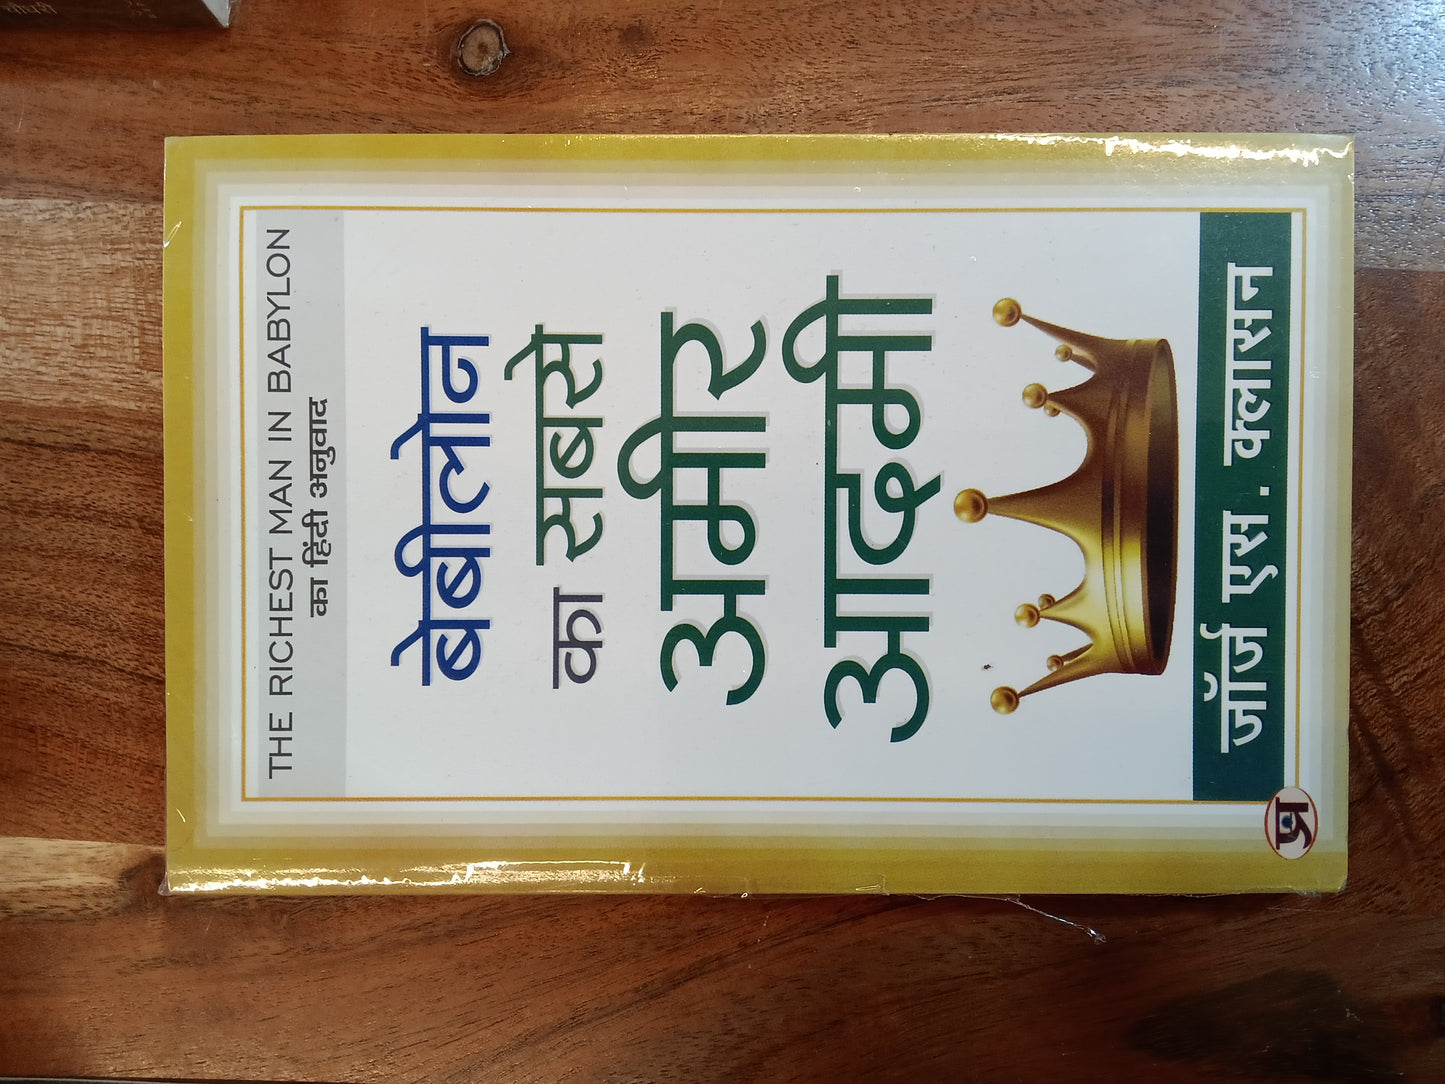 THE RICHEST MAN IN BABYLON
का हिंदी अनुवाद
बेबीलोन
का सबसे
अमीर
आदमी
जॉर्ज एस. क्लासन
प्र